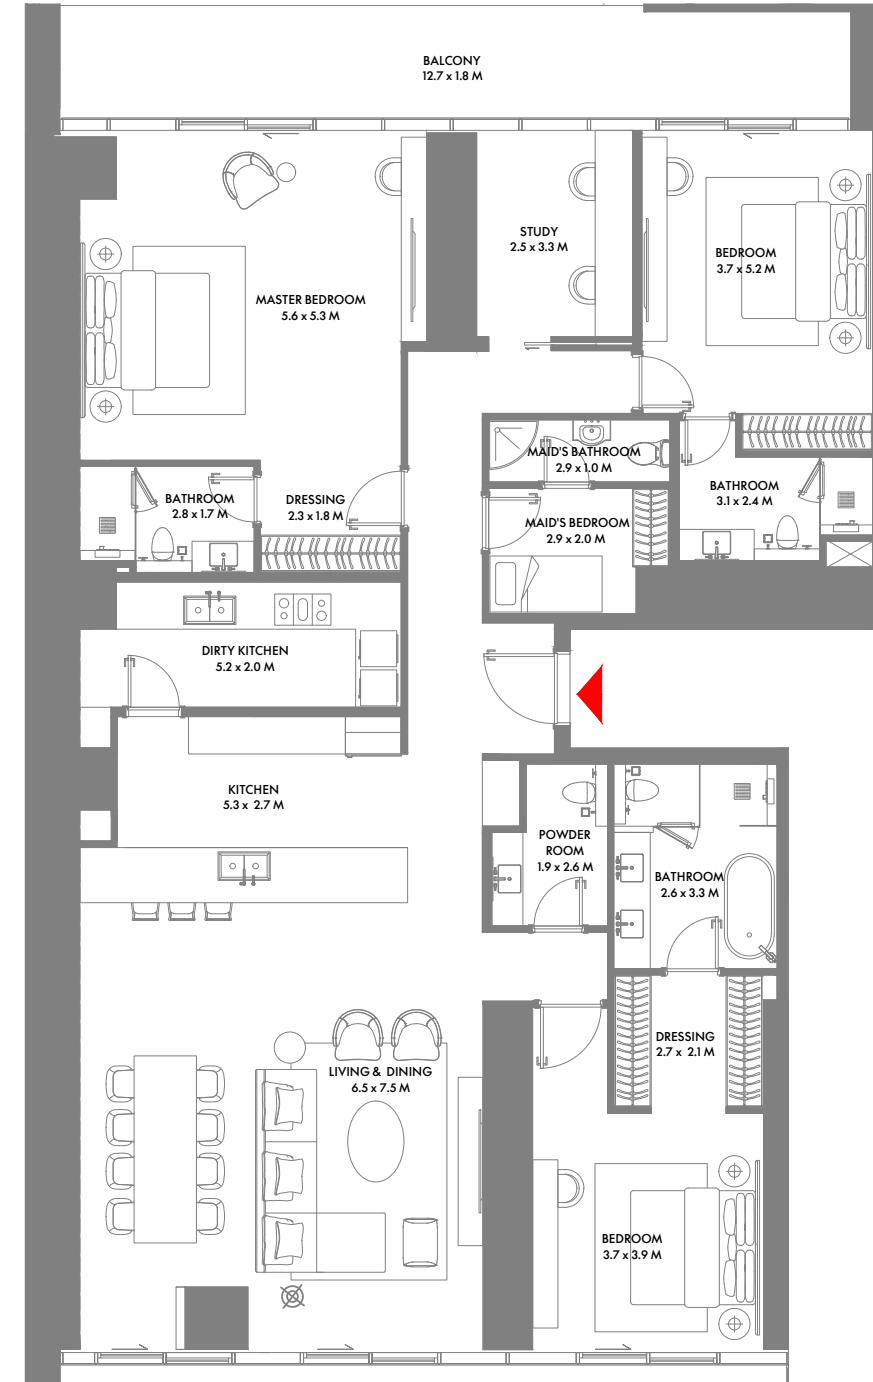 BALCONY
12.7 x 1.8 M
STUDY
2.5 x 3.3 M
BEDROOM
3.7 x 5.2 M
MASTER BEDROOM
5.6 x 5.3 M
MAID'S BATHROOM
2.9 x 1.0 M
BATHROOM
2.8 x 1.7 M
DRESSING
2.3 x 1.8 M
MAID'S BEDROOM
2.9 x 2.0 M
BATHROOM
3.1 x 2.4 M
DIRTY KITCHEN
5.2 x 2.0 M
KITCHEN
5.3 x 2.7 M
POWDER
ROOM
1.9 x 2.6 M
BATHROOM
2.6 x 3.3 M
DRESSING
2.7 x 2.1 M
LIVING & DINING
6.5 x 7.5 M
BEDROOM
3.7 x 3.9 M